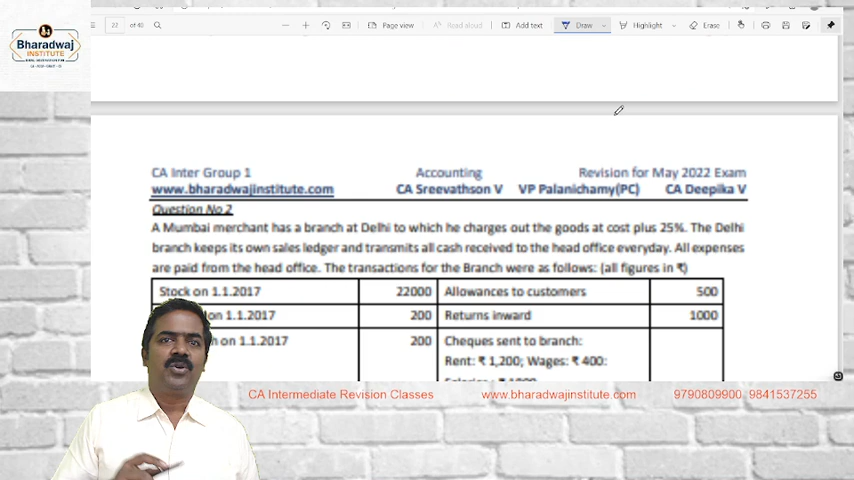 Bharadwaj
INSTITUTE
22 of 40
Page view
Read aloud
Add text
Draw
Highlight
Erase
CA Inter Group 1 Accounting Revision for May 2022 Exam
www.bharadwajinstitute.com CA Sreevathson V VP Palanichamy(PC) CA Deepika V
Question No 2
A Mumbai merchant has a branch at Delhi to which he charges out the goods at cost plus 25%. The Delhi
branch keeps its own sales ledger and transmits all cash received to the head office everyday. All expenses
are paid from the head office. The transactions for the Branch were as follows: (all figures in ₹)
Stock on 1.1.2017 22000 Allowances to customers 500
on 1.1.2017 200 Returns inward 1000
on 1.1.2017 200 Cheques sent to branch:
Rent: ₹ 1,200; Wages: ₹ 400:
CA Intermediate Revision Classes www.bharadwajinstitute.com 9790809900 9841537255